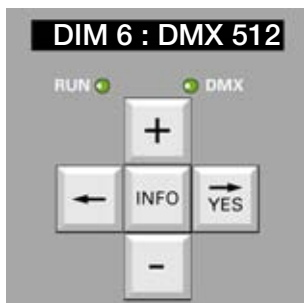 DIM 6 : DMX 512
RUN DMX
+
← INFO → YES
-